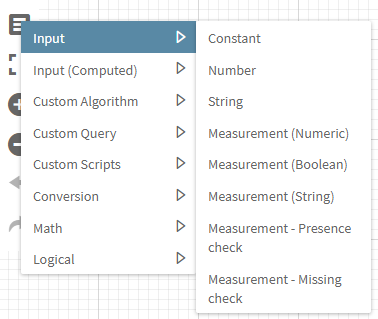 Input
Input (Computed)
Custom Algorithm
Custom Query
Custom Scripts
Conversion
Math
Logical
Constant
Number
String
Measurement (Numeric)
Measurement (Boolean)
Measurement (String)
Measurement - Presence
check
Measurement - Missing
check